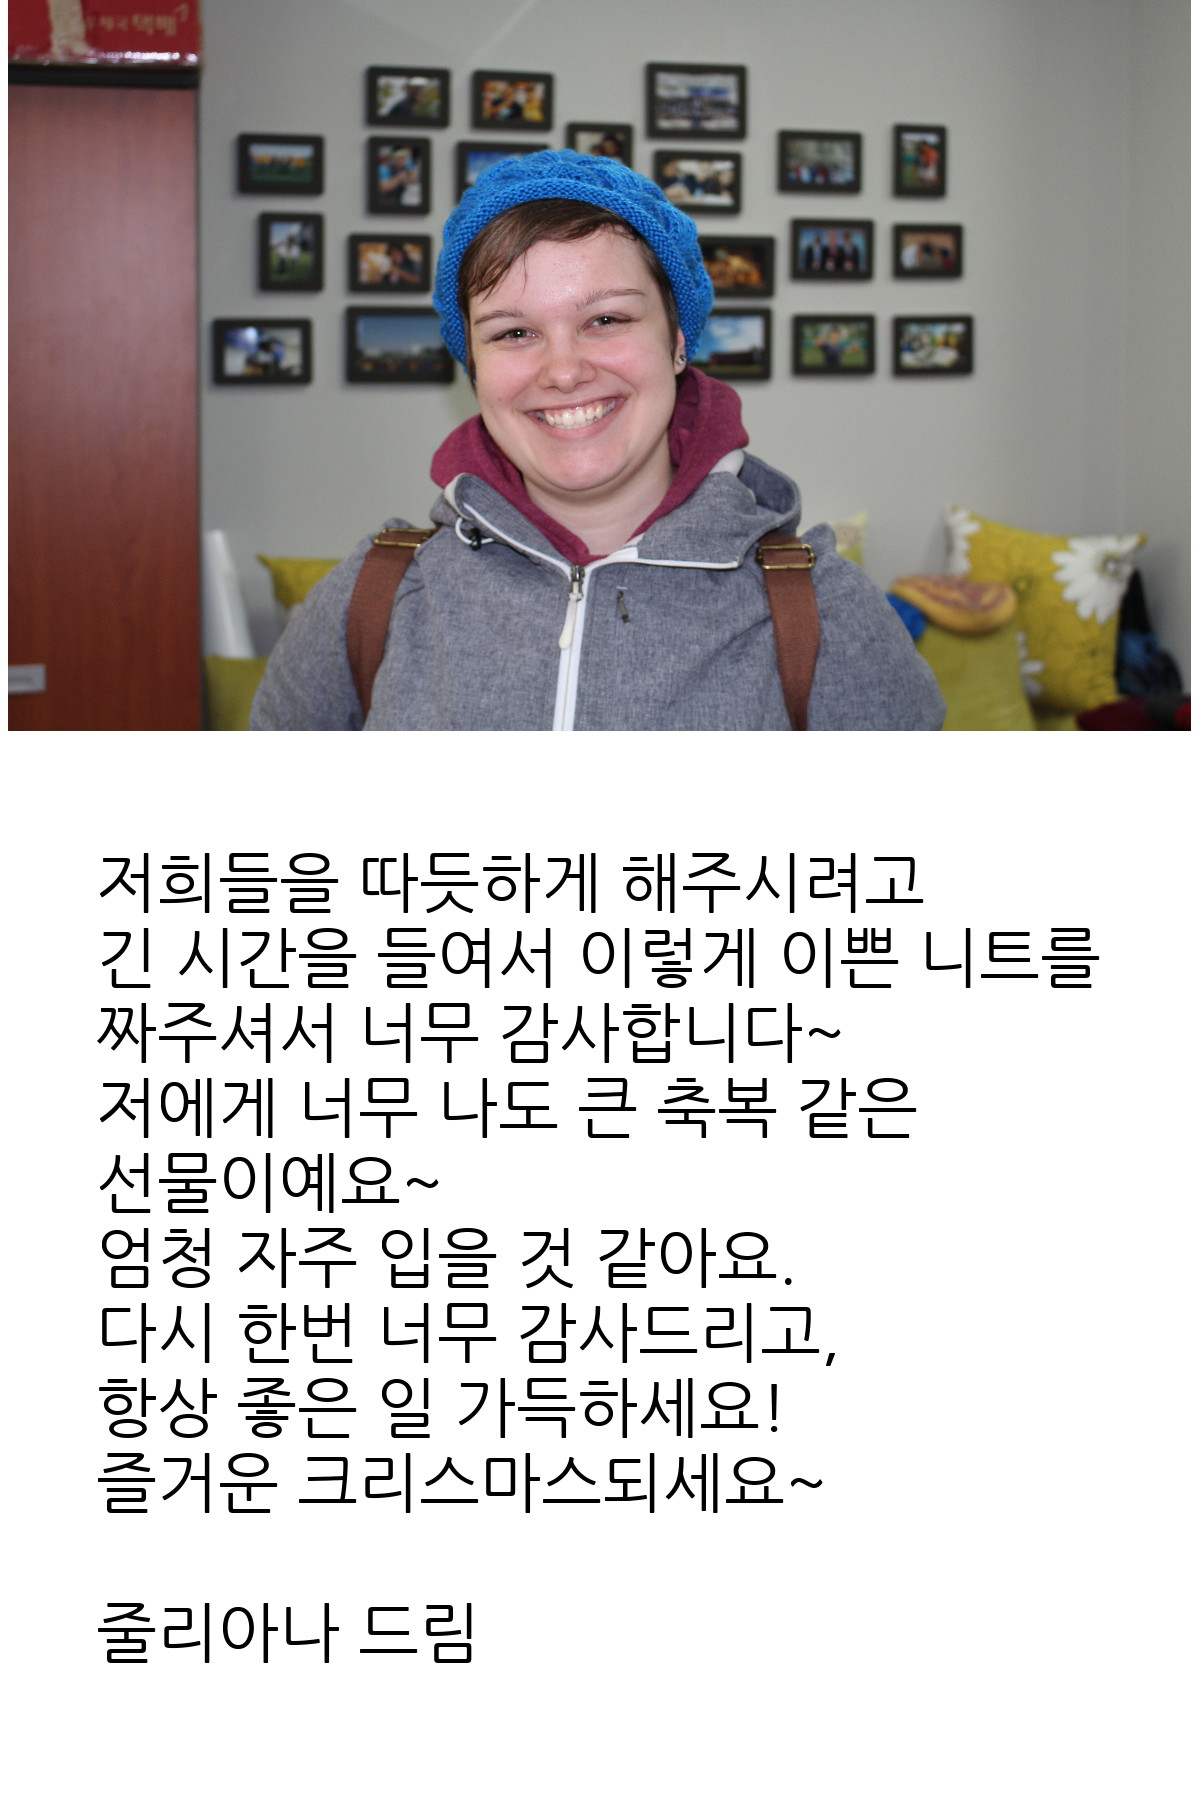 택배
저희들을 따듯하게 해주시려고
긴 시간을 들여서 이렇게 이쁜 니트를
짜주셔서 너무 감사합니다~
저에게 너무 나도 큰 축복 같은
선물이예요~
엄청 자주 입을 것 같아요.
다시 한번 너무 감사드리고,
항상 좋은 일 가득하세요!
즐거운 크리스마스되세요~
줄리아나 드림